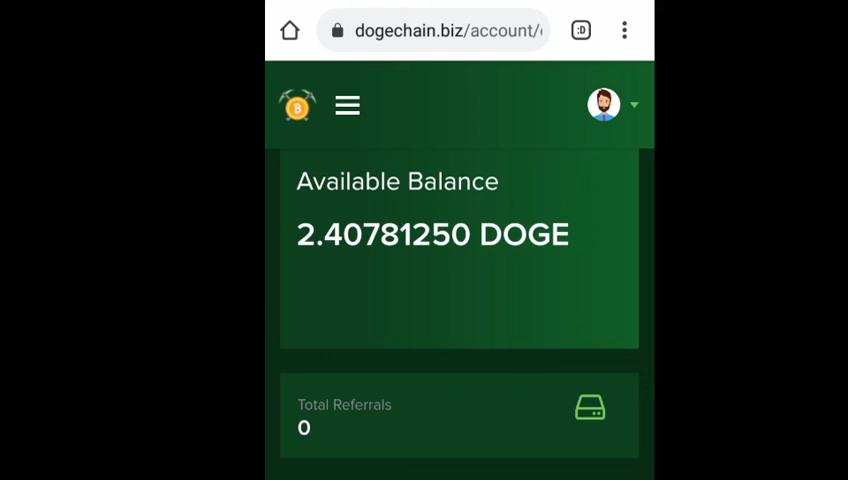 :D
dogechain.biz/account/
Available Balance
2.40781250 DOGE
Total Referrals
0